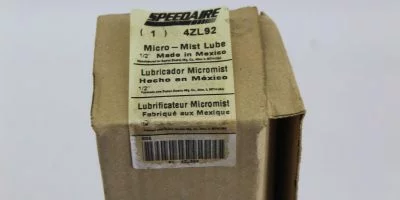 SPEEDAIRE
(1) 4ZL92
Micro-Mist Lube
1/2" Made in Mexico
Lubricador Micromist
Hecho en México
1/2"
Lubrificateur Micromist
Fabriqué aux Mexique
1/2"